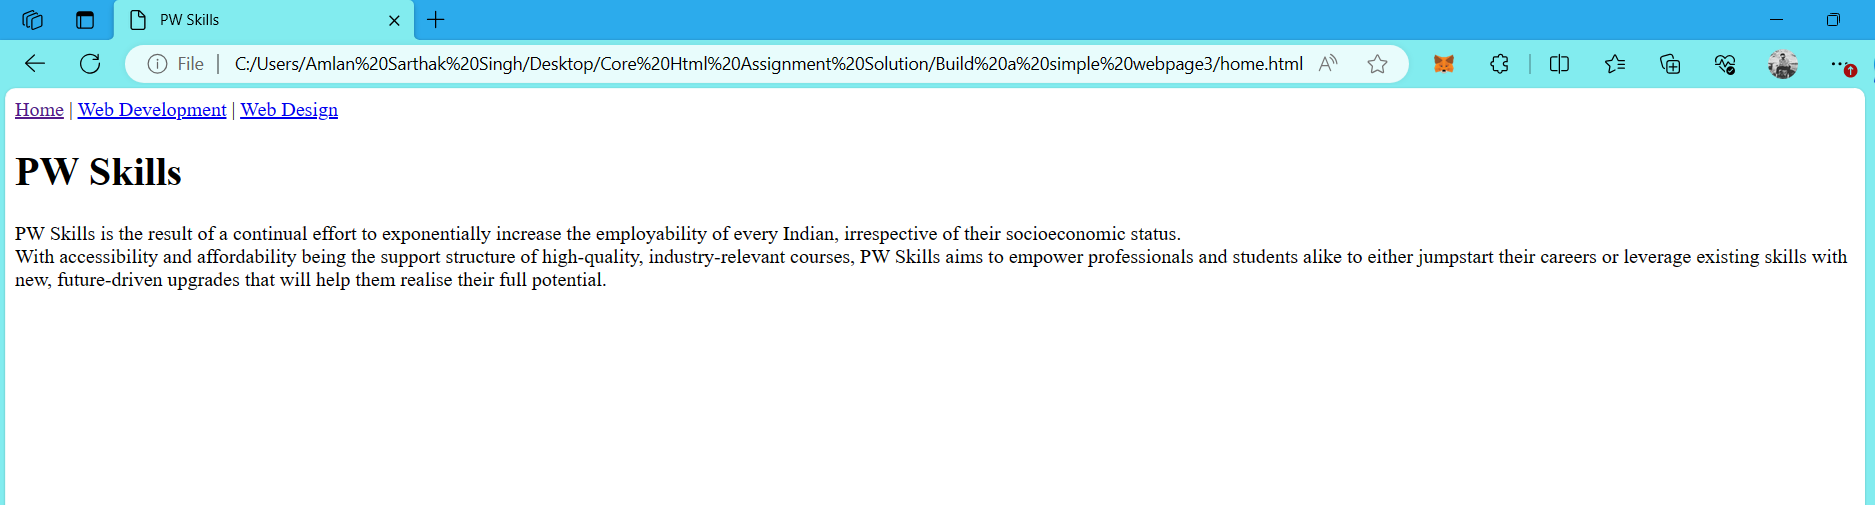 PW Skills
File
C:/Users/Amlan%20Sarthak%20Singh/Desktop/Core%20Html%20Assignment%20Solution/Build%20a%20simple%20webpage3/home.html
Home | Web Development | Web Design
PW Skills
PW Skills is the result of a continual effort to exponentially increase the employability of every Indian, irrespective of their socioeconomic status.
With accessibility and affordability being the support structure of high-quality, industry-relevant courses, PW Skills aims to empower professionals and students alike to either jumpstart their careers or leverage existing skills with
new, future-driven upgrades that will help them realise their full potential.